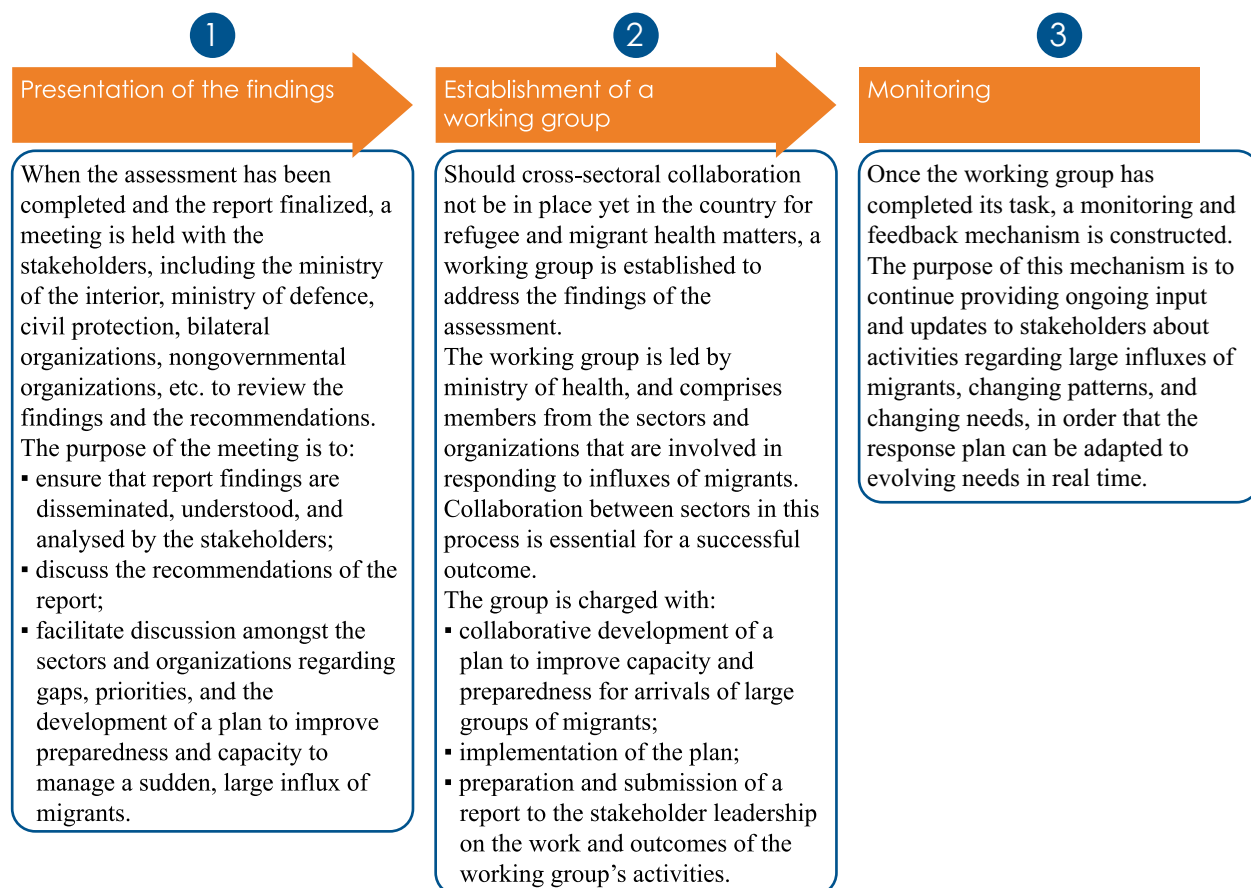 1
Presentation of the findings
When the assessment has been
completed and the report finalized, a
meeting is held with the
stakeholders, including the ministry
of the interior, ministry of defence,
civil protection, bilateral
organizations, nongovernmental
organizations, etc. to review the
findings and the recommendations.
The purpose of the meeting is to:
▪ ensure that report findings are
disseminated, understood, and
analysed by the stakeholders;
▪ discuss the recommendations of the
report;
▪ facilitate discussion amongst the
sectors and organizations regarding
gaps, priorities, and the
development of a plan to improve
preparedness and capacity to
manage a sudden, large influx of
migrants.
2
Establishment of a
working group
Should cross-sectoral collaboration
not be in place yet in the country for
refugee and migrant health matters, a
working group is established to
address the findings of the
assessment.
The working group is led by
ministry of health, and comprises
members from the sectors and
organizations that are involved in
responding to influxes of migrants.
Collaboration between sectors in this
process is essential for a successful
outcome.
The group is charged with:
▪ collaborative development of a
plan to improve capacity and
preparedness for arrivals of large
groups of migrants;
▪ implementation of the plan;
▪ preparation and submission of a
report to the stakeholder leadership
on the work and outcomes of the
working group’s activities.
3
Monitoring
Once the working group has
completed its task, a monitoring and
feedback mechanism is constructed.
The purpose of this mechanism is to
continue providing ongoing input
and updates to stakeholders about
activities regarding large influxes of
migrants, changing patterns, and
changing needs, in order that the
response plan can be adapted to
evolving needs in real time.